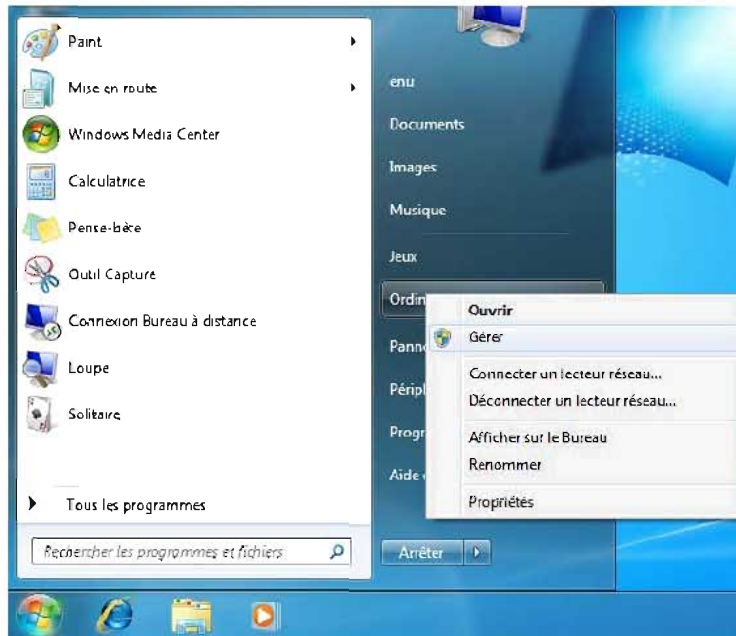 Paint
Mise en route
Windows Media Center
Calculatrice
Pense-bête
Outil Capture
Connexion Bureau à distance
Loupe
Solitaire
Tous les programmes
Rechercher les programmes et fichiers
enu
Documents
Images
Musique
Jeux
Ordin
Panne
Périph
Progr
Aide
Arrêter
Ouvrir
Gérer
Connecter un lecteur réseau...
Déconnecter un lecteur réseau...
Afficher sur le Bureau
Renommer
Propriétés